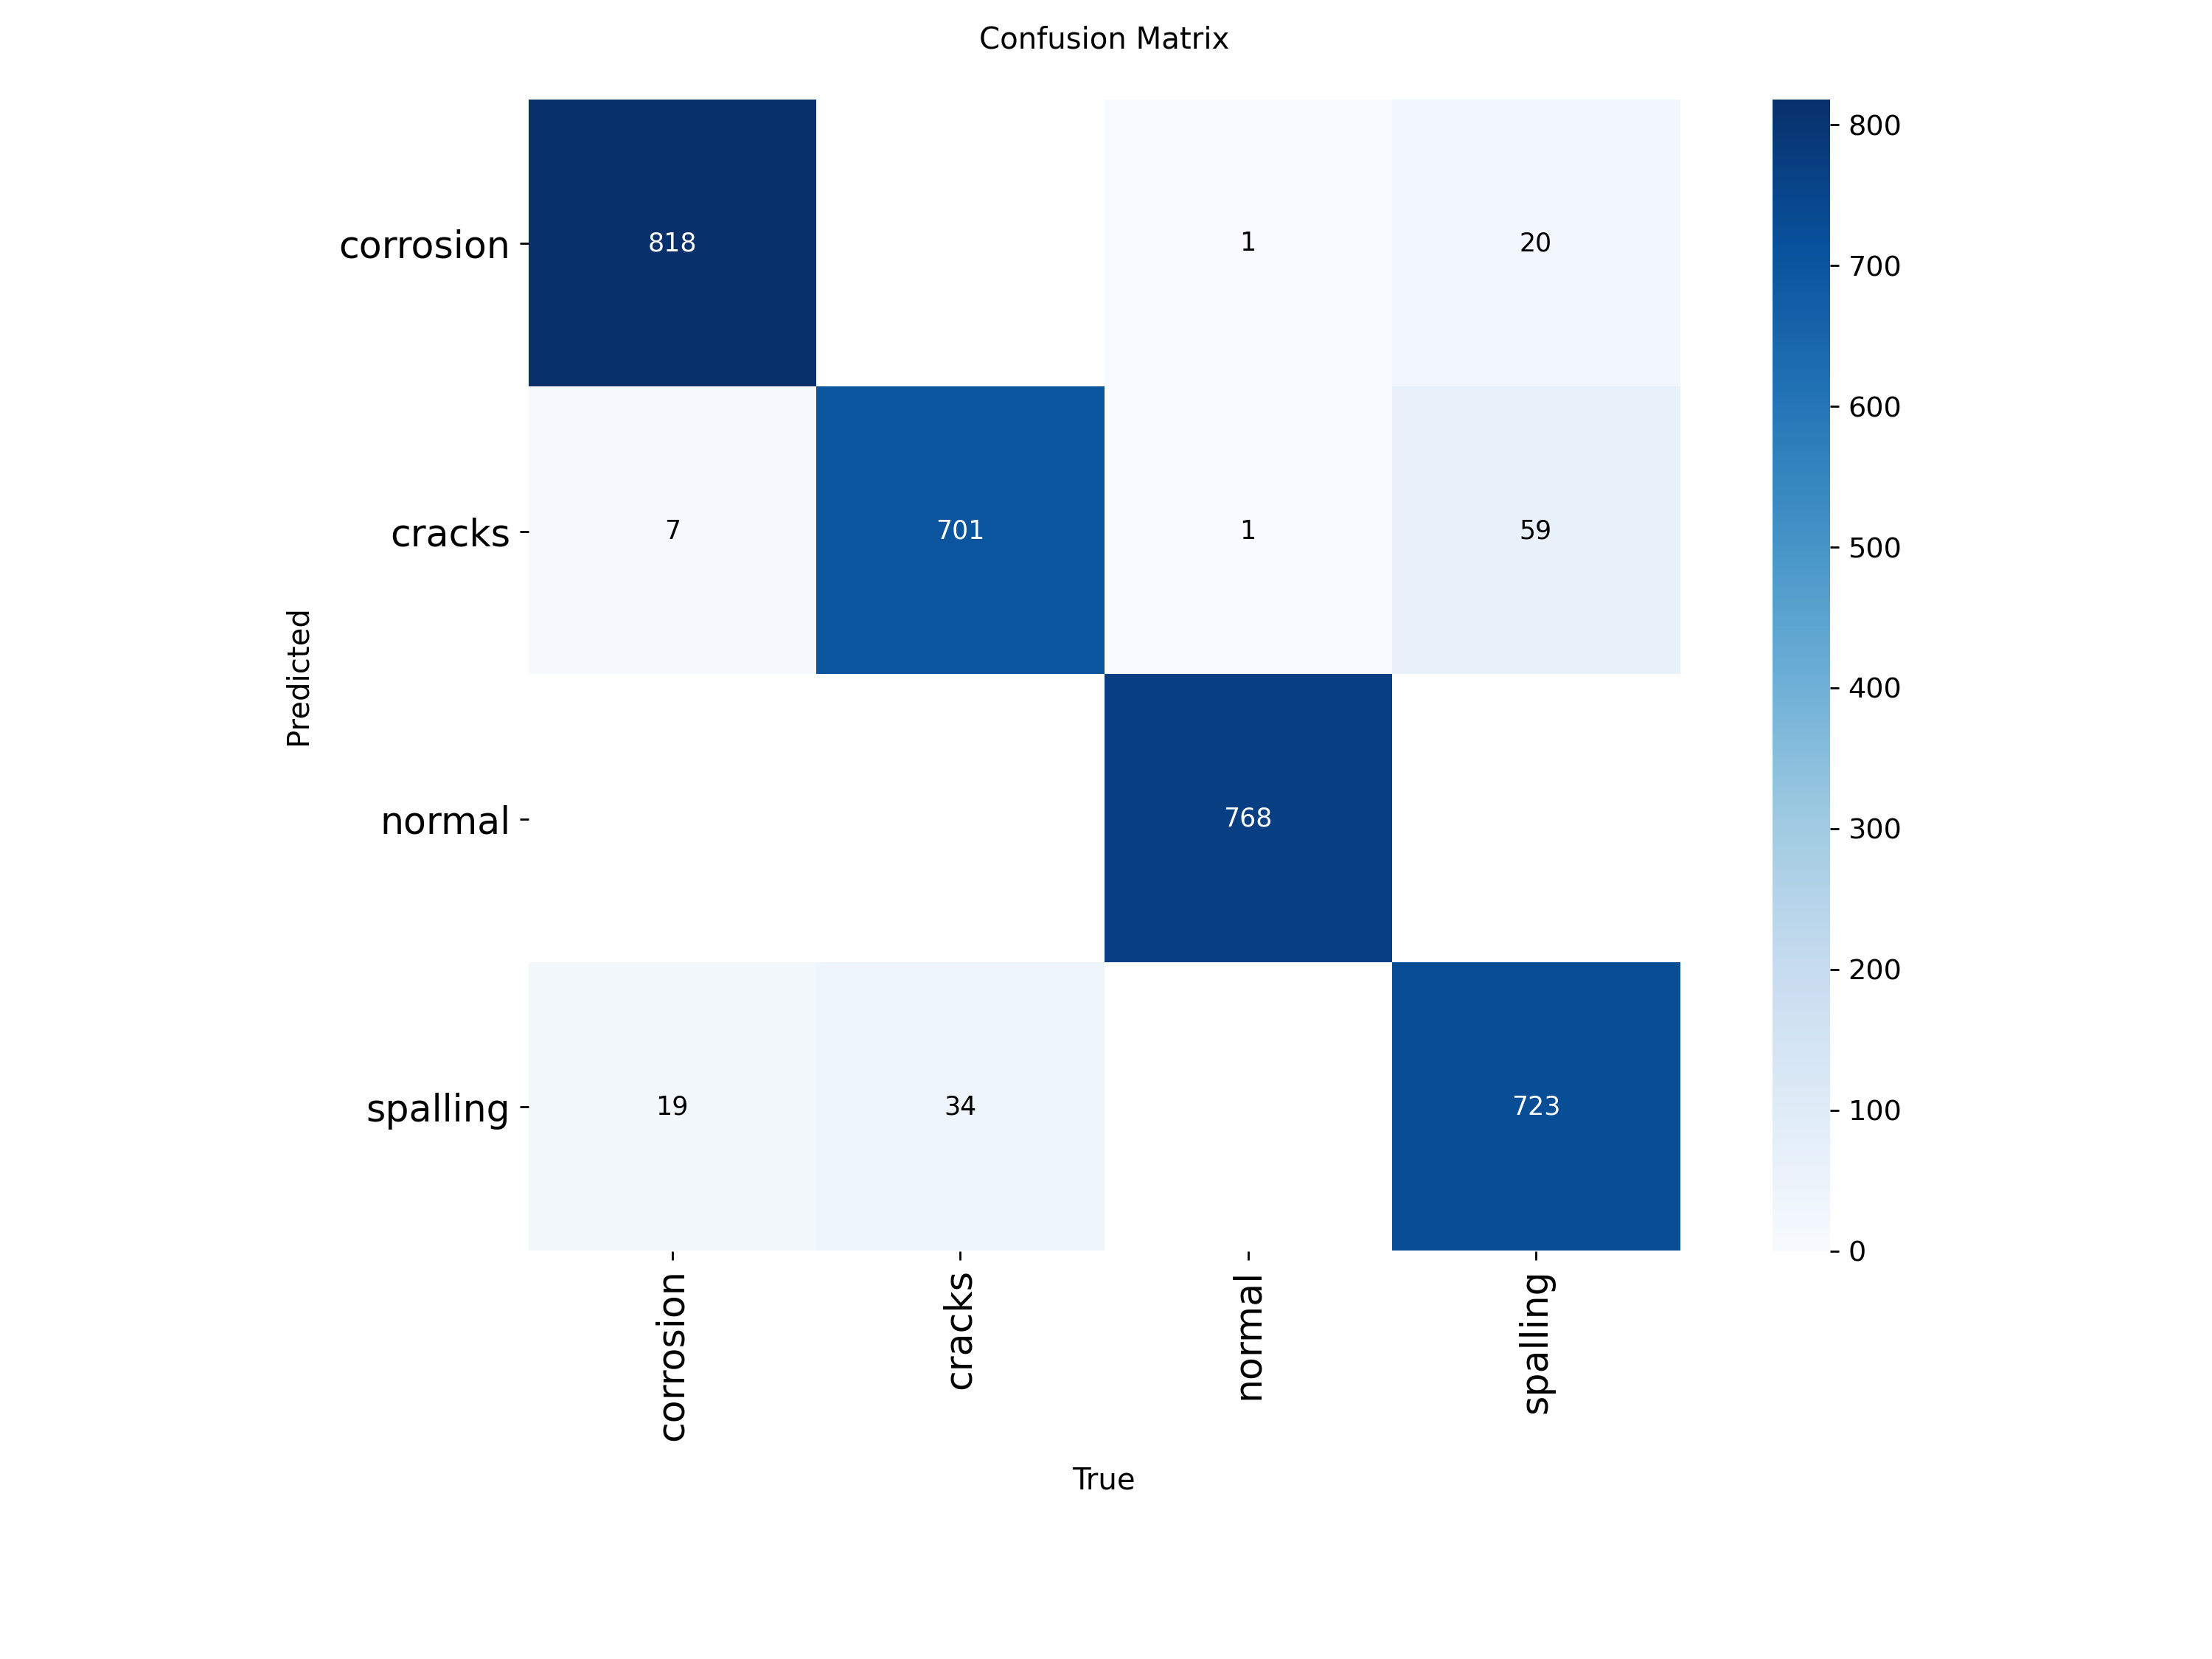 Confusion Matrix
corrosion 818 1 20
cracks 7 701 1 59
normal 768
spalling 19 34 723
corrosion cracks normal spalling
Predicted
True
800
700
600
500
400
300
200
100
0